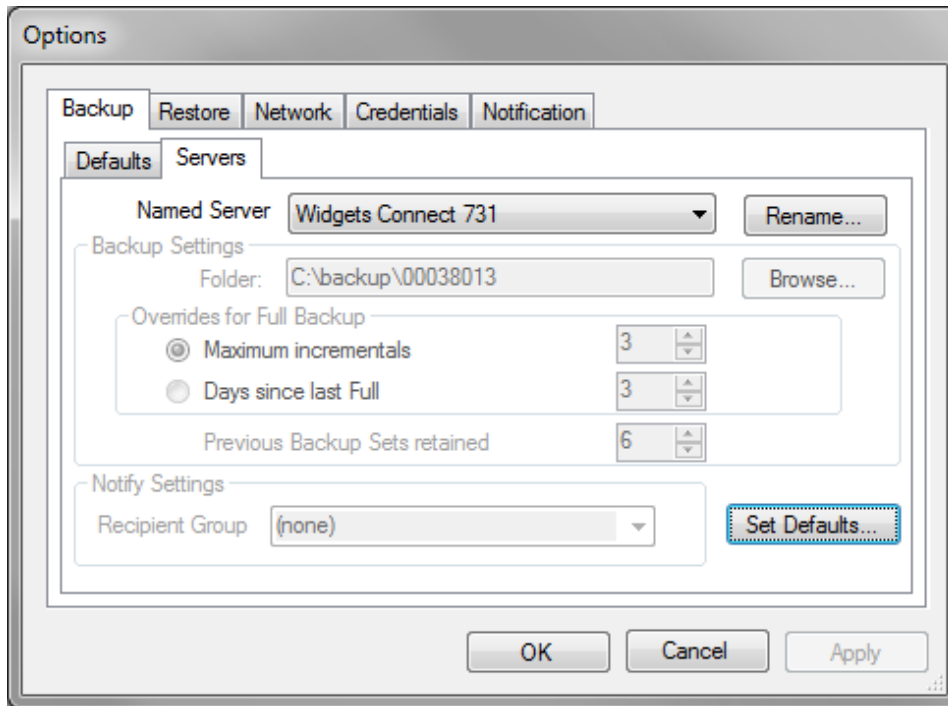 Options
Backup Restore Network Credentials Notification
Defaults Servers
Named Server Widgets Connect 731 Rename...
Backup Settings
Folder: C:\backup\00038013 Browse...
Overrides for Full Backup
Maximum incrementals 3
Days since last Full 3
Previous Backup Sets retained 6
Notify Settings
Recipient Group (none) Set Defaults...
OK Cancel Apply